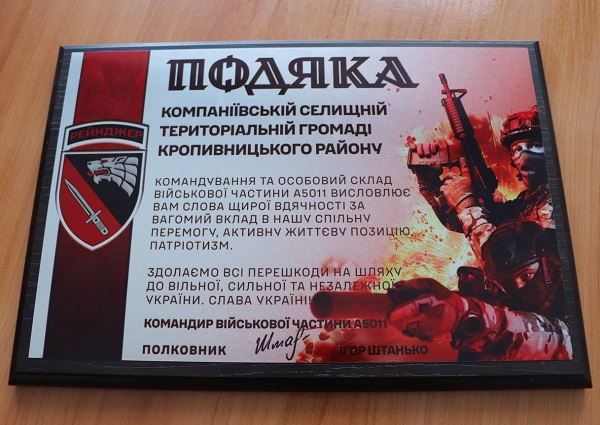 ПОДЯКА
КОМПАНІЇВСЬКІЙ СЕЛИЩНІЙ
ТЕРИТОРІАЛЬНІЙ ГРОМАДІ
КРОПИВНИЦЬКОГО РАЙОНУ
РЕЙНДЖЕР
КОМАНДУВАННЯ ТА ОСОБОВИЙ СКЛАД
ВІЙСЬКОВОЇ ЧАСТИНИ А5011 ВИСЛОВЛЮЄ
ВАМ СЛОВА ЩИРОЇ ВДЯЧНОСТІ ЗА
ВАГОМИЙ ВКЛАД В НАШУ СПІЛЬНУ
ПЕРЕМОГУ, АКТИВНУ ЖИТТЄВУ ПОЗИЦІЮ,
ПАТРІОТИЗМ.
ЗДОЛАЄМО ВСІ ПЕРЕШКОДИ НА ШЛЯХУ
ДО ВІЛЬНОЇ, СИЛЬНОЇ ТА НЕЗАЛЕЖНОЇ
УКРАЇНИ. СЛАВА УКРАЇНІ!
КОМАНДИР ВІЙСЬКОВОЇ ЧАСТИНИ А5011
ПОЛКОВНИК ІГОР ШТАНЬКО